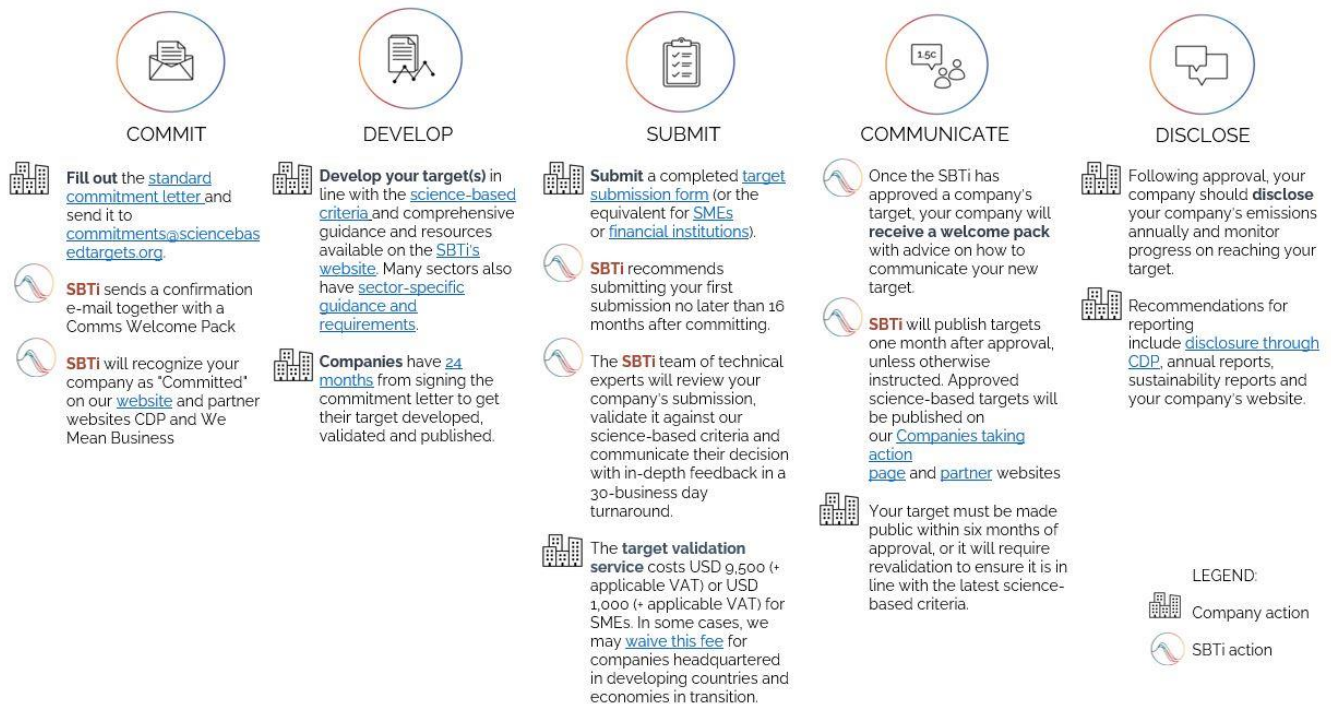 COMMIT
Fill out the standard
commitment letter and
send it to
commitments@sciencebas
edtargets.org.
SBTi sends a confirmation
e-mail together with a
Comms Welcome Pack
SBTi will recognize your
company as "Committed"
on our website and partner
websites CDP and We
Mean Business
DEVELOP
Develop your target(s) in
line with the science-based
criteria and comprehensive
guidance and resources
available on the SBTi's
website. Many sectors also
have sector-specific
guidance and
requirements.
Companies have 24
months from signing the
commitment letter to get
their target developed,
validated and published.
SUBMIT
Submit a completed target
submission form (or the
equivalent for SMEs
or financial institutions).
SBTi recommends
submitting your first
submission no later than 16
months after committing.
The SBTi team of technical
experts will review your
company's submission,
validate it against our
science-based criteria and
communicate their decision
with in-depth feedback in a
30-business day
turnaround.
The target validation
service costs USD 9,500 (+
applicable VAT) or USD
1,000 (+ applicable VAT) for
SMEs. In some cases, we
may waive this fee for
companies headquartered
in developing countries and
economies in transition.
1.5c
COMMUNICATE
Once the SBTi has
approved a company's
target, your company will
receive a welcome pack
with advice on how to
communicate your new
target.
SBTi will publish targets
one month after approval,
unless otherwise
instructed. Approved
science-based targets will
be published on
our Companies taking
action
page and partner websites
Your target must be made
public within six months of
approval, or it will require
revalidation to ensure it is in
line with the latest science-
based criteria.
DISCLOSE
Following approval, your
company should disclose
your company's emissions
annually and monitor
progress on reaching your
target.
Recommendations for
reporting
include disclosure through
CDP, annual reports,
sustainability reports and
your company's website.
LEGEND:
Company action
SBTi action